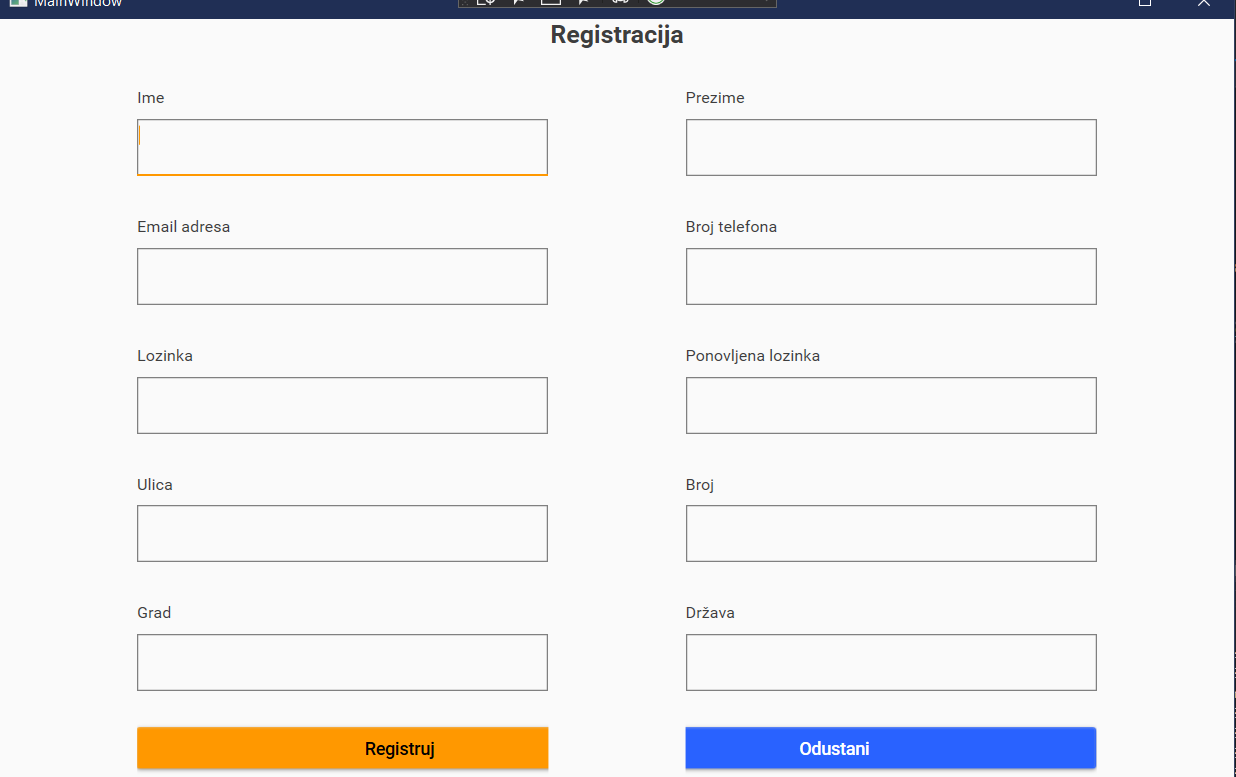 MainWindow
Registracija
Ime
Prezime
Email adresa
Broj telefona
Lozinka
Ponovljena lozinka
Ulica
Broj
Grad
Država
Registruj
Odustani